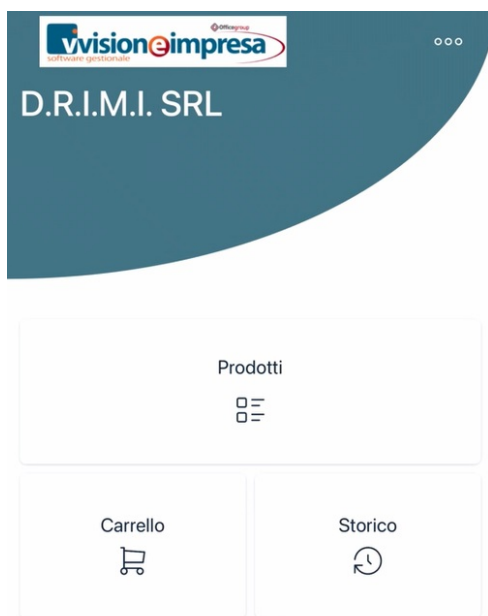 Officegroup
visioneimpresa
software gestionale
D.R.I.M.I. SRL
Prodotti
Carrello
Storico